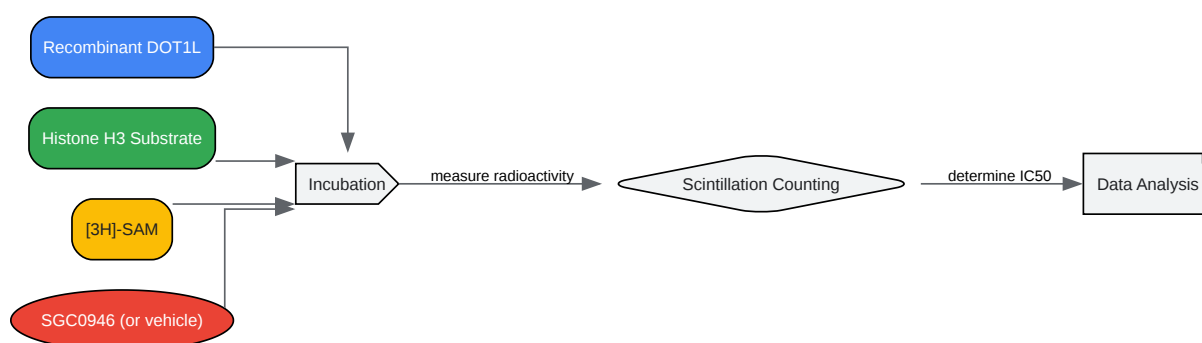 Recombinant DOT1L
Histone H3 Substrate
[3H]-SAM
SGC0946 (or vehicle)
Incubation
measure radioactivity
Scintillation Counting
determine IC50
Data Analysis